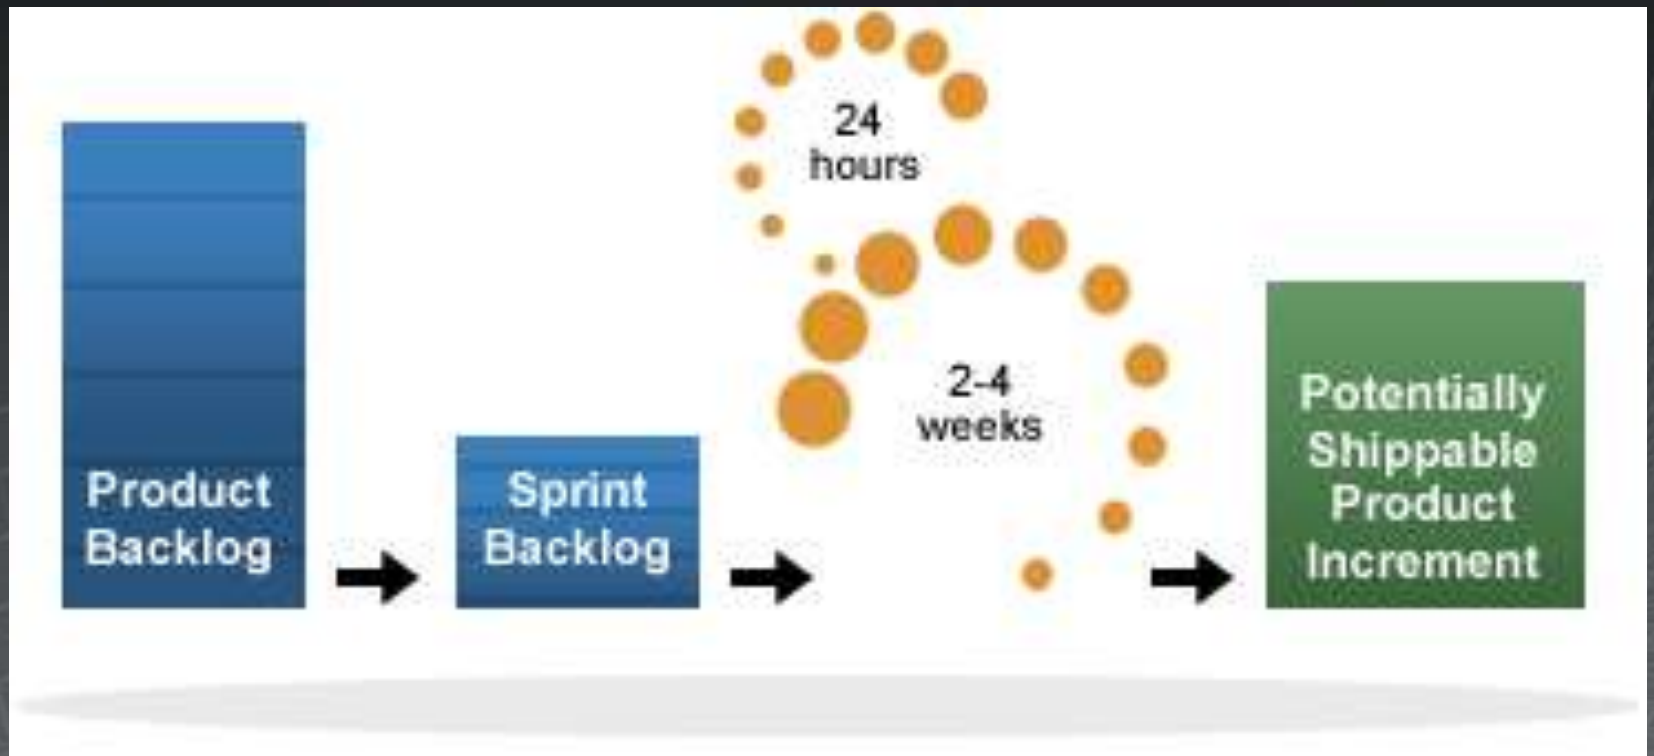 Product
Backlog
Sprint
Backlog
24
hours
2-4
weeks
Potentially
Shippable
Product
Increment